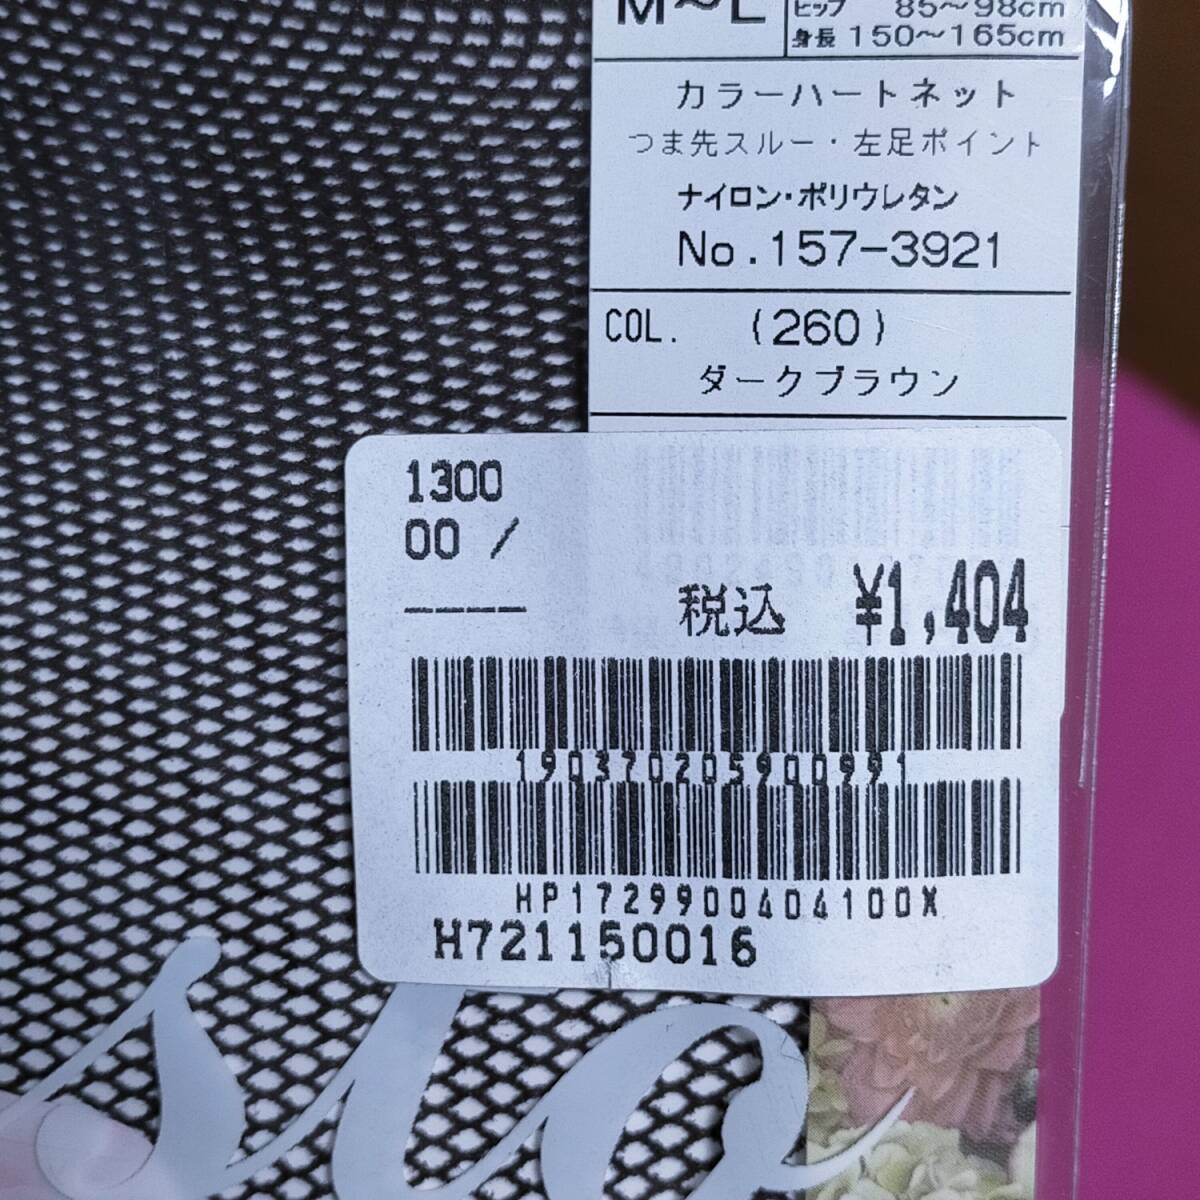 M～L
ヒップ 85～98cm
身長 150～165cm
カラーハートネット
つま先スルー・左足ポイント
ナイロン・ポリウレタン
No.157-3921
COL. (260)
ダークブラウン
1300
00 /
税込 ¥1,404
190370205900991
HP1729900404100X
H721150016
sto